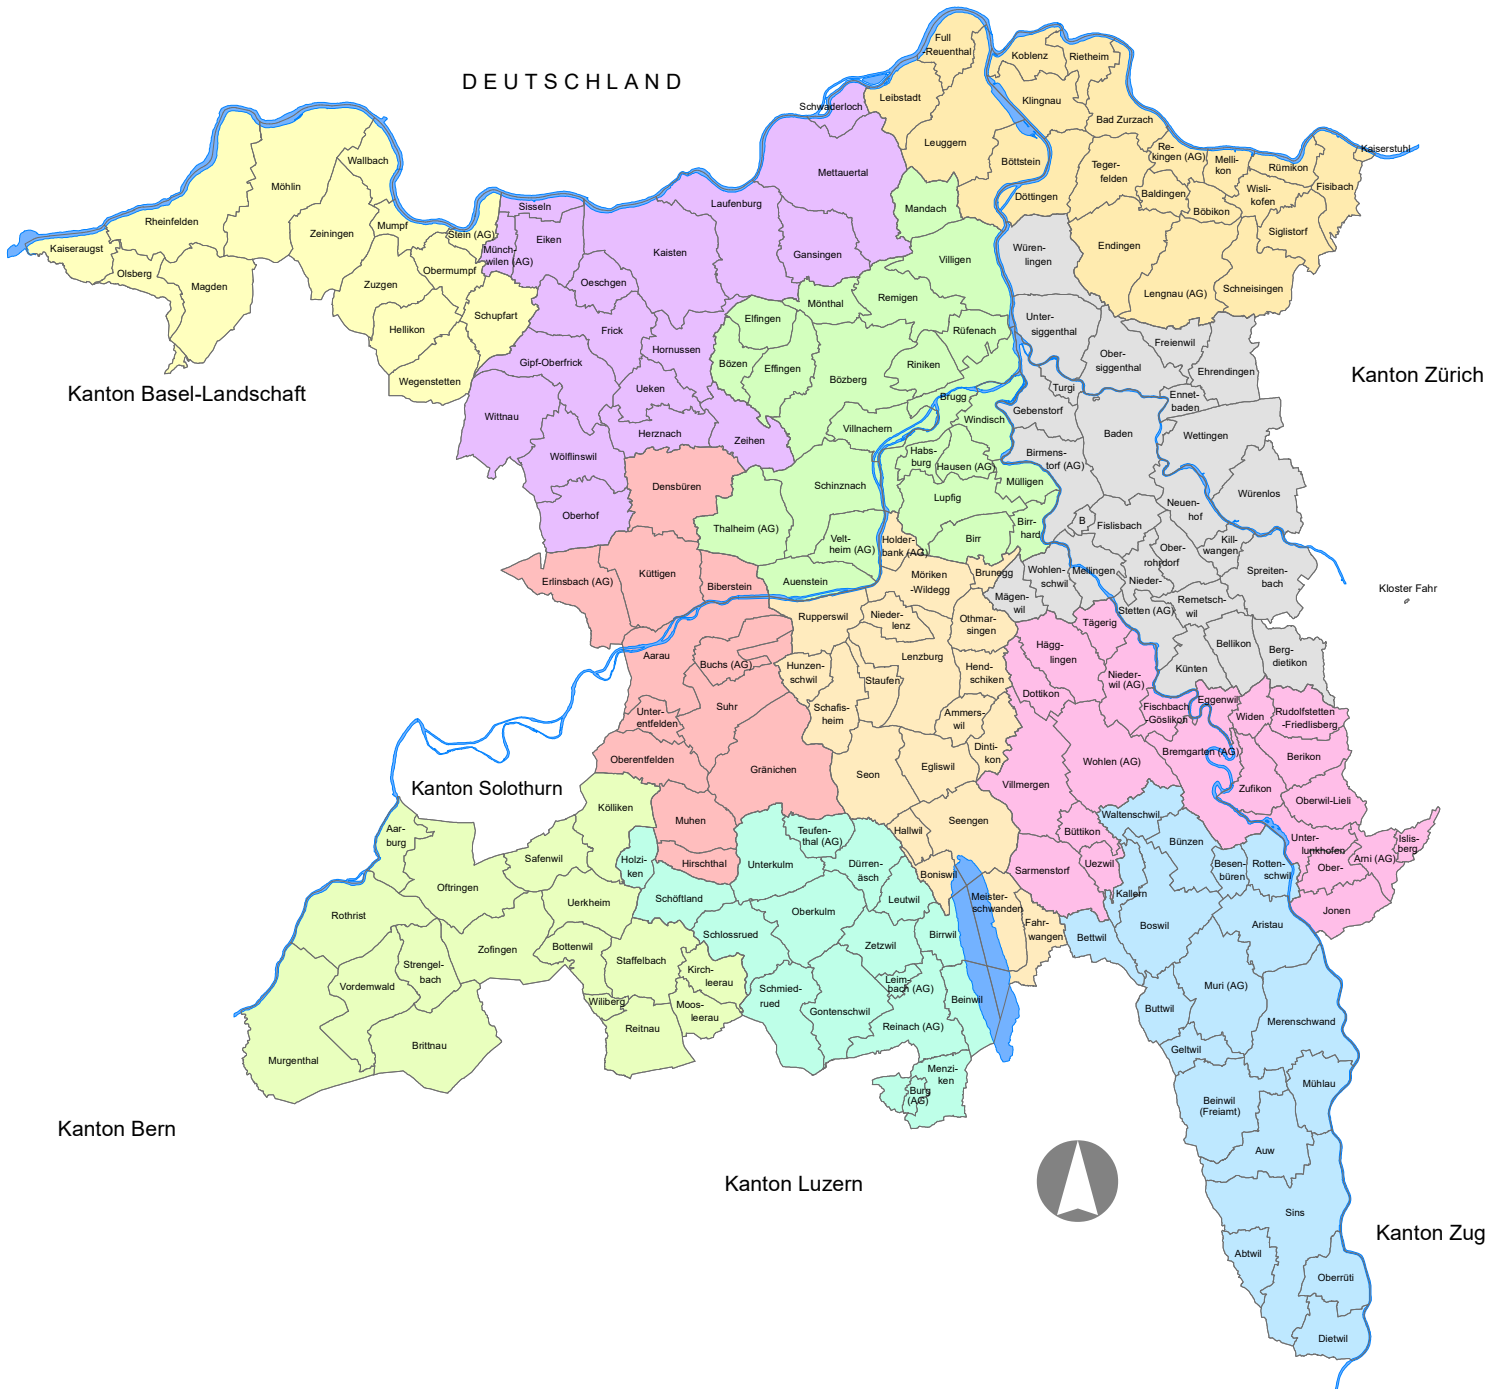 DEUTSCHLAND
Kanton Basel-Landschaft
Kanton Zürich
Kanton Solothurn
Kanton Bern
Kanton Luzern
Kanton Zug
Kaiseraugst
Rheinfelden
Möhlin
Wallbach
Olsberg
Magden
Zeiningen
Mumpf
Stein (AG)
Obermumpf
Zuzgen
Hellikon
Schupfart
Wegenstetten
Sisseln
Eiken
Münch-
wilen (AG)
Oeschgen
Kaisten
Laufenburg
Schwaderloch
Mettauertal
Gansingen
Frick
Gipf-Oberfrick
Hornussen
Ueken
Wittnau
Herznach
Zeihen
Wölflinswil
Oberhof
Full
-Reuenthal
Leibstadt
Leuggern
Koblenz
Rietheim
Klingnau
Bad Zurzach
Böttstein
Döttingen
Teger-
felden
Re-
kingen (AG)
Melli-
kon
Rümikon
Kaiserstuhl
Fisibach
Baldingen
Böbikon
Wisli-
kofen
Siglistorf
Endingen
Lengnau (AG)
Schneisingen
Mandach
Villigen
Mönthal
Remigen
Rüfenach
Elfingen
Bözen
Effingen
Bözberg
Riniken
Brugg
Windisch
Villnachern
Habs-
burg
Hausen (AG)
Mülligen
Lupfig
Schinznach
Thalheim (AG)
Velt-
heim (AG)
Birr
Birr-
hard
Auenstein
Würen-
lingen
Unter-
siggenthal
Ober-
siggenthal
Freienwil
Ehrendingen
Turgi
Ennet-
baden
Gebenstorf
Baden
Wettingen
Birmens-
torf (AG)
Würenlos
Neuen-
hof
B
Fislisbach
Kill-
wangen
Ober-
rohrdorf
Nieder-
Spreiten-
bach
Wohlen-
schwil
Mellingen
Mägen-
wil
Stetten (AG)
Remetsch-
wil
Bellikon
Berg-
dietikon
Künten
Kloster Fahr
Densbüren
Erlinsbach (AG)
Küttigen
Biberstein
Aarau
Buchs (AG)
Suhr
Unter-
entfelden
Oberentfelden
Gränichen
Muhen
Hirschthal
Holder-
bank (AG)
Möriken
-Wildegg
Brunegg
Rupperswil
Nieder-
lenz
Othmar-
singen
Hunzen-
schwil
Lenzburg
Staufen
Hend-
schiken
Schafis-
heim
Ammers-
wil
Dinti-
kon
Seon
Egliswil
Hallwil
Seengen
Boniswil
Meister-
schwanden
Fahr-
wangen
Tägerig
Hägg-
lingen
Dottikon
Nieder-
wil (AG)
Fischbach
-Göslikon
Eggenwil
Widen
Rudolfstetten
-Friedlisberg
Bremgarten (AG)
Berikon
Wohlen (AG)
Villmergen
Zufikon
Oberwil-Lieli
Büttikon
Uezwil
Sarmenstorf
Unter-
lunkhofen
Ober-
Arni (AG)
Islis-
berg
Jonen
Waltenschwil
Bünzen
Besen-
büren
Rotten-
schwil
Kallern
Bettwil
Boswil
Aristau
Muri (AG)
Buttwil
Merenschwand
Geltwil
Mühlau
Beinwil
(Freiamt)
Auw
Sins
Abtwil
Oberrüti
Dietwil
Aar-
burg
Kölliken
Safenwil
Oftringen
Uerkheim
Rothrist
Zofingen
Bottenwil
Staffelbach
Strengel-
bach
Vordemwald
Kirch-
leerau
Wiliberg
Moos-
leerau
Reitnau
Brittnau
Murgenthal
Holzi-
ken
Schöftland
Unterkulm
Teufen-
thal (AG)
Dürren-
äsch
Leutwil
Oberkulm
Schlossrued
Zetzwil
Birrwil
Schmied-
rued
Leim-
bach (AG)
Gontenschwil
Beinwil
Reinach (AG)
Menzi-
ken
Burg
(AG)